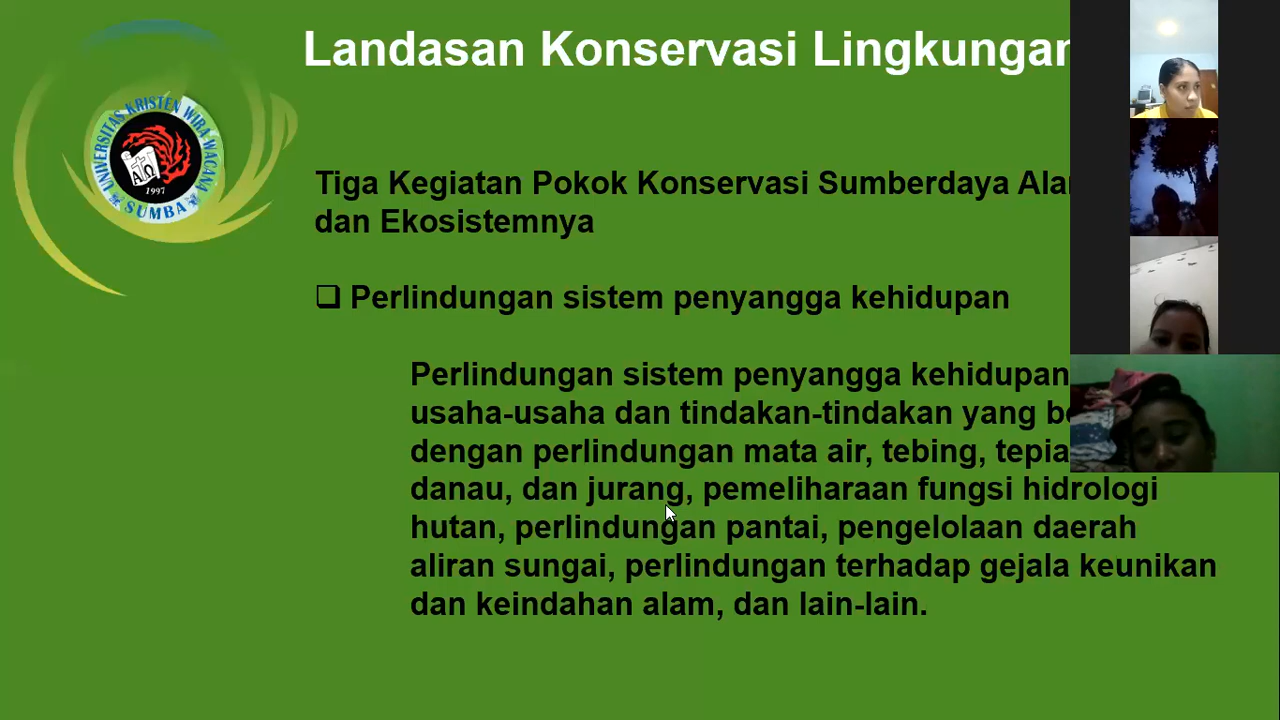 Landasan Konservasi Lingkungan
UNIVERSITAS KRISTEN WIRA WACANA
ΑΩ
1997
SUMBA
Tiga Kegiatan Pokok Konservasi Sumberdaya
dan Ekosistemnya
❑ Perlindungan sistem penyangga kehidupan
Perlindungan sistem penyangga kehidupan
usaha-usaha dan tindakan-tindakan yang
dengan perlindungan mata air, tebing,
danau, dan jurang, pemeliharaan fungsi hidrologi
hutan, perlindungan pantai, pengelolaan daerah
aliran sungai, perlindungan terhadap gejala keunikan
dan keindahan alam, dan lain-lain.